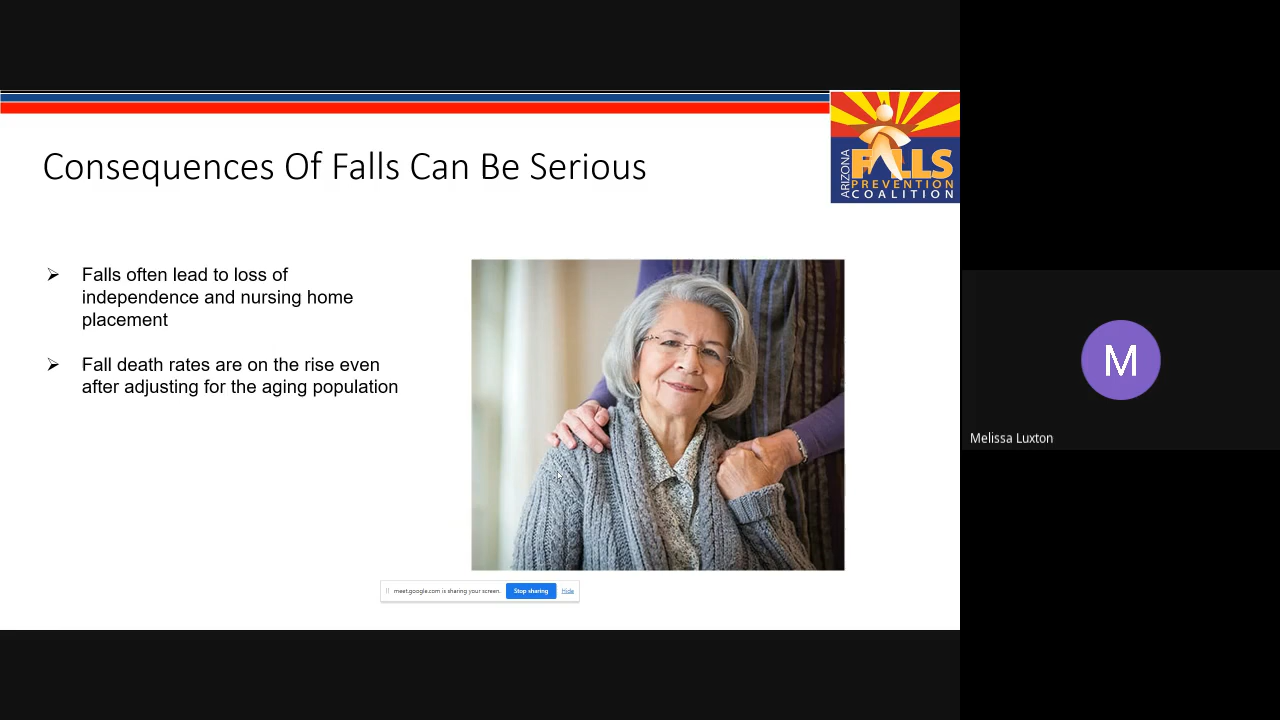 Consequences Of Falls Can Be Serious
ARIZONA
FALLS
PREVENTION
COALITION
➢ Falls often lead to loss of
independence and nursing home
placement
➢ Fall death rates are on the rise even
after adjusting for the aging population
meet.google.com is sharing your screen.
Stop sharing
Hide
M
Melissa Luxton